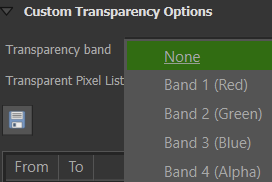 Custom Transparency Options
Transparency band
None
Transparent Pixel List
Band 1 (Red)
Band 2 (Green)
Band 3 (Blue)
From To
Band 4 (Alpha)